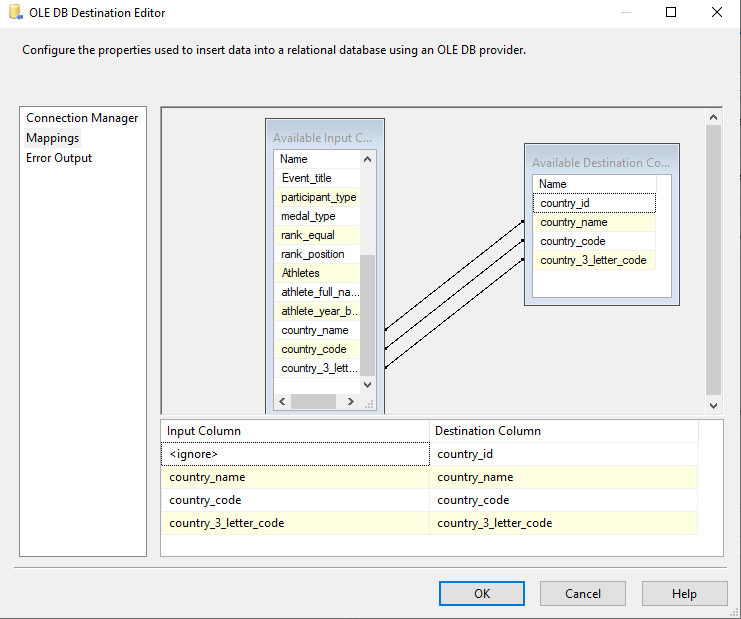 OLE DB Destination Editor
Configure the properties used to insert data into a relational database using an OLE DB provider.
Connection Manager
Mappings
Error Output
Available Input C...
Name
Event_title
participant_type
medal_type
rank_equal
rank_position
Athletes
athlete_full_na...
athlete_year_b...
country_name
country_code
country_3_lett...
Available Destination Co...
Name
country_id
country_name
country_code
country_3_letter_code
Input Column Destination Column
<ignore> country_id
country_name country_name
country_code country_code
country_3_letter_code country_3_letter_code
OK Cancel Help